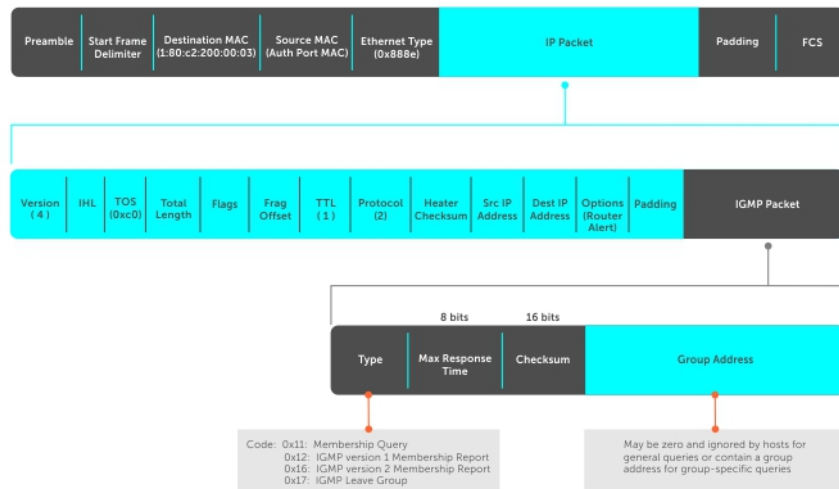 Preamble
Start Frame
Delimiter
Destination MAC
(1:80:c2:200:00:03)
Source MAC
(Auth Port MAC)
Ethernet Type
(0x888e)
IP Packet
Padding
FCS
Version
( 4 )
IHL
TOS
(0xc0)
Total
Length
Flags
Frag
Offset
TTL
( 1 )
Protocol
(2)
Heater
Checksum
Src IP
Address
Dest IP
Address
Options
(Router
Alert)
Padding
IGMP Packet
8 bits
16 bits
Type
Max Response
Time
Checksum
Group Address
Code: 0x11: Membership Query
0x12: IGMP version 1 Membership Report
0x16: IGMP version 2 Membership Report
0x17: IGMP Leave Group
May be zero and ignored by hosts for
general queries or contain a group
address for group-specific queries